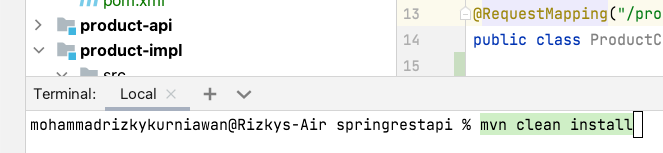 pom.xml
product-api
product-impl
src
13 @RequestMapping("/pro
14 public class ProductC
15
Terminal: Local
mohammadrizkykurniawan@Rizkys-Air springrestapi % mvn clean install